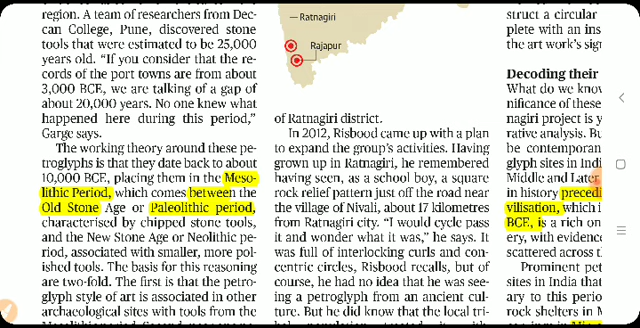 region. A team of researchers from Dec-
can College, Pune, discovered stone
tools that were estimated to be 25,000
years old. “If you consider that the re-
cords of the port towns are from about
3,000 BCE, we are talking of a gap of
about 20,000 years. No one knew what
happened here during this period,”
Garge says.
The working theory around these pe-
troglyphs is that they date back to about
10,000 BCE, placing them in the Meso-
lithic Period, which comes between the
Old Stone Age or Paleolithic period,
characterised by chipped stone tools,
and the New Stone Age or Neolithic pe-
riod, associated with smaller, more pol-
ished tools. The basis for this reasoning
are two-fold. The first is that the petro-
glyph style of art is associated in other
archaeological sites with tools from the
Ratnagiri
Rajapur
of Ratnagiri district.
In 2012, Risbood came up with a plan
to expand the group’s activities. Having
grown up in Ratnagiri, he remembered
having seen, as a school boy, a square
rock relief pattern just off the road near
the village of Nivali, about 17 kilometres
from Ratnagiri city. “I would cycle pass
it and wonder what it was,” he says. It
was full of interlocking curls and con-
centric circles, Risbood recalls, but of
course, he had no idea that he was see-
ing a petroglyph from an ancient cul-
ture. But he did know that the local tri-
struct a circular
plete with an ins
the art work’s sign
Decoding their
What do we know
nificance of these
nagiri project is y
rative analysis. Bu
be contemporan
glyph sites in Indi
Middle and Later
in history precedi
vilisation, which i
BCE, is a rich on
ery, with evidence
scattered across t
Prominent pet
sites in India that
ary to this period
rock shelters in M